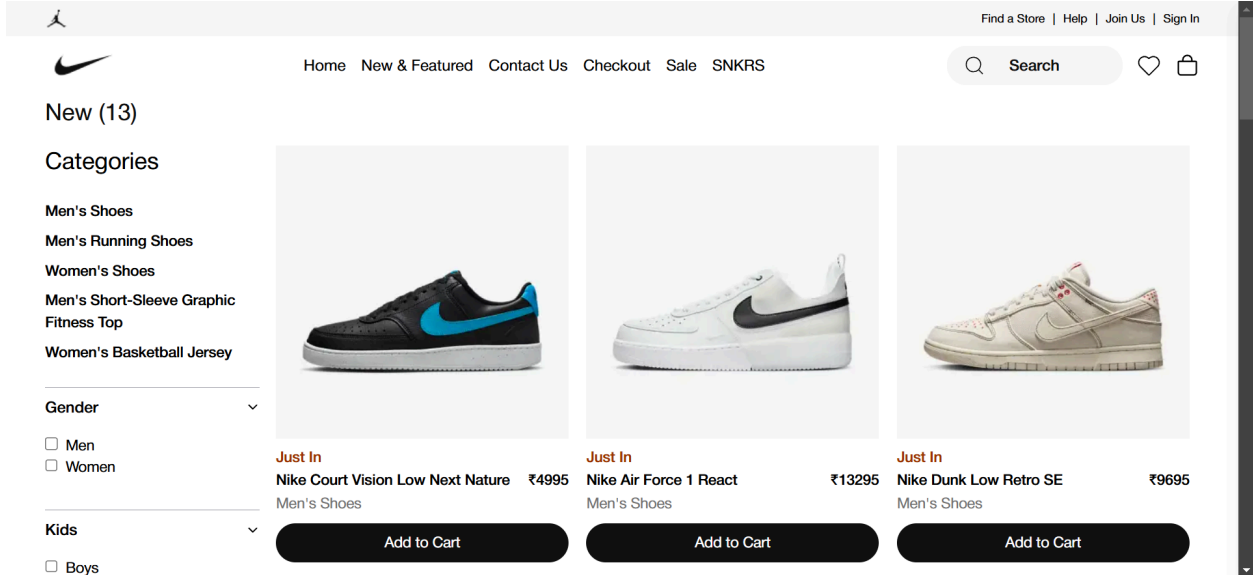 Find a Store | Help | Join Us | Sign In
Home New & Featured Contact Us Checkout Sale SNKRS Search
New (13)
Categories
Men's Shoes
Men's Running Shoes
Women's Shoes
Men's Short-Sleeve Graphic
Fitness Top
Women's Basketball Jersey
Gender
Men
Women
Kids
Boys
Just In
Nike Court Vision Low Next Nature ₹4995
Men's Shoes
Add to Cart
Just In
Nike Air Force 1 React ₹13295
Men's Shoes
Add to Cart
Just In
Nike Dunk Low Retro SE ₹9695
Men's Shoes
Add to Cart